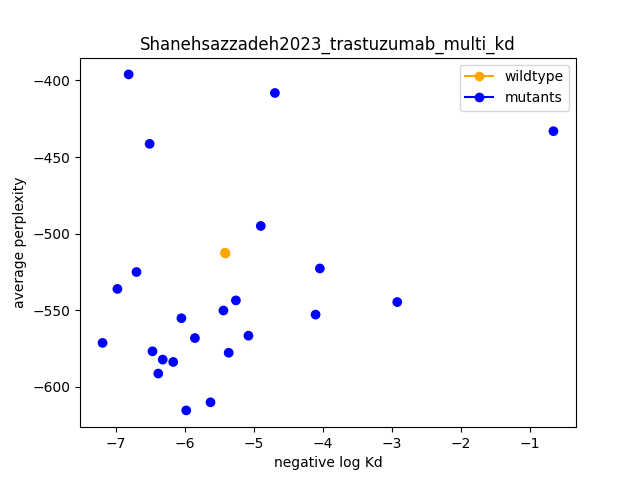 Shanehsazzadeh2023_trastuzumab_multi_kd
wildtype
mutants
average perplexity
−400
−450
−500
−550
−600
−7 −6 −5 −4 −3 −2 −1
negative log Kd